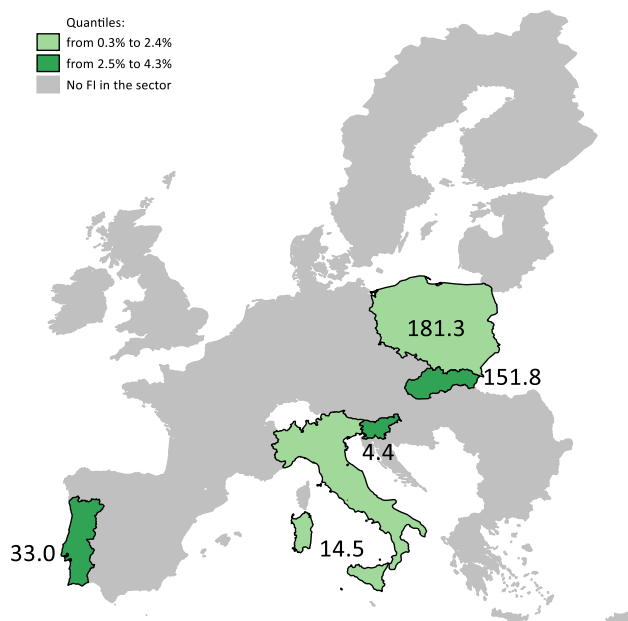 Quantiles:
from 0.3% to 2.4%
from 2.5% to 4.3%
No FI in the sector
181.3
151.8
4.4
33.0
14.5